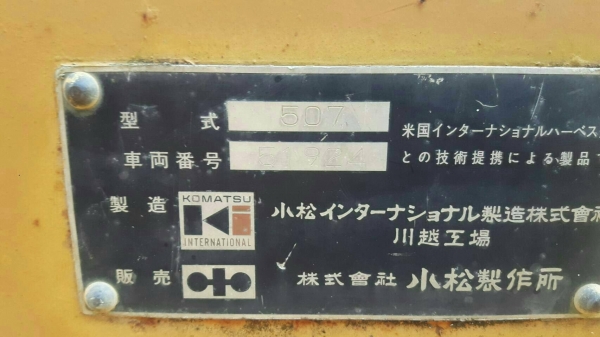 型式 507
車両番号
米国インターナショナルハーベス
との技術提携による製品
製造 KOMATSU INTERNATIONAL 小松インターナショナル製造株式會
川越工場
販売 株式會社 小松製作所